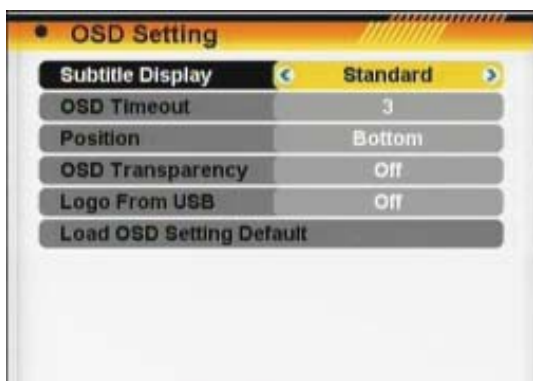 OSD Setting
Subtitle Display Standard
OSD Timeout 3
Position Bottom
OSD Transparency Off
Logo From USB Off
Load OSD Setting Default